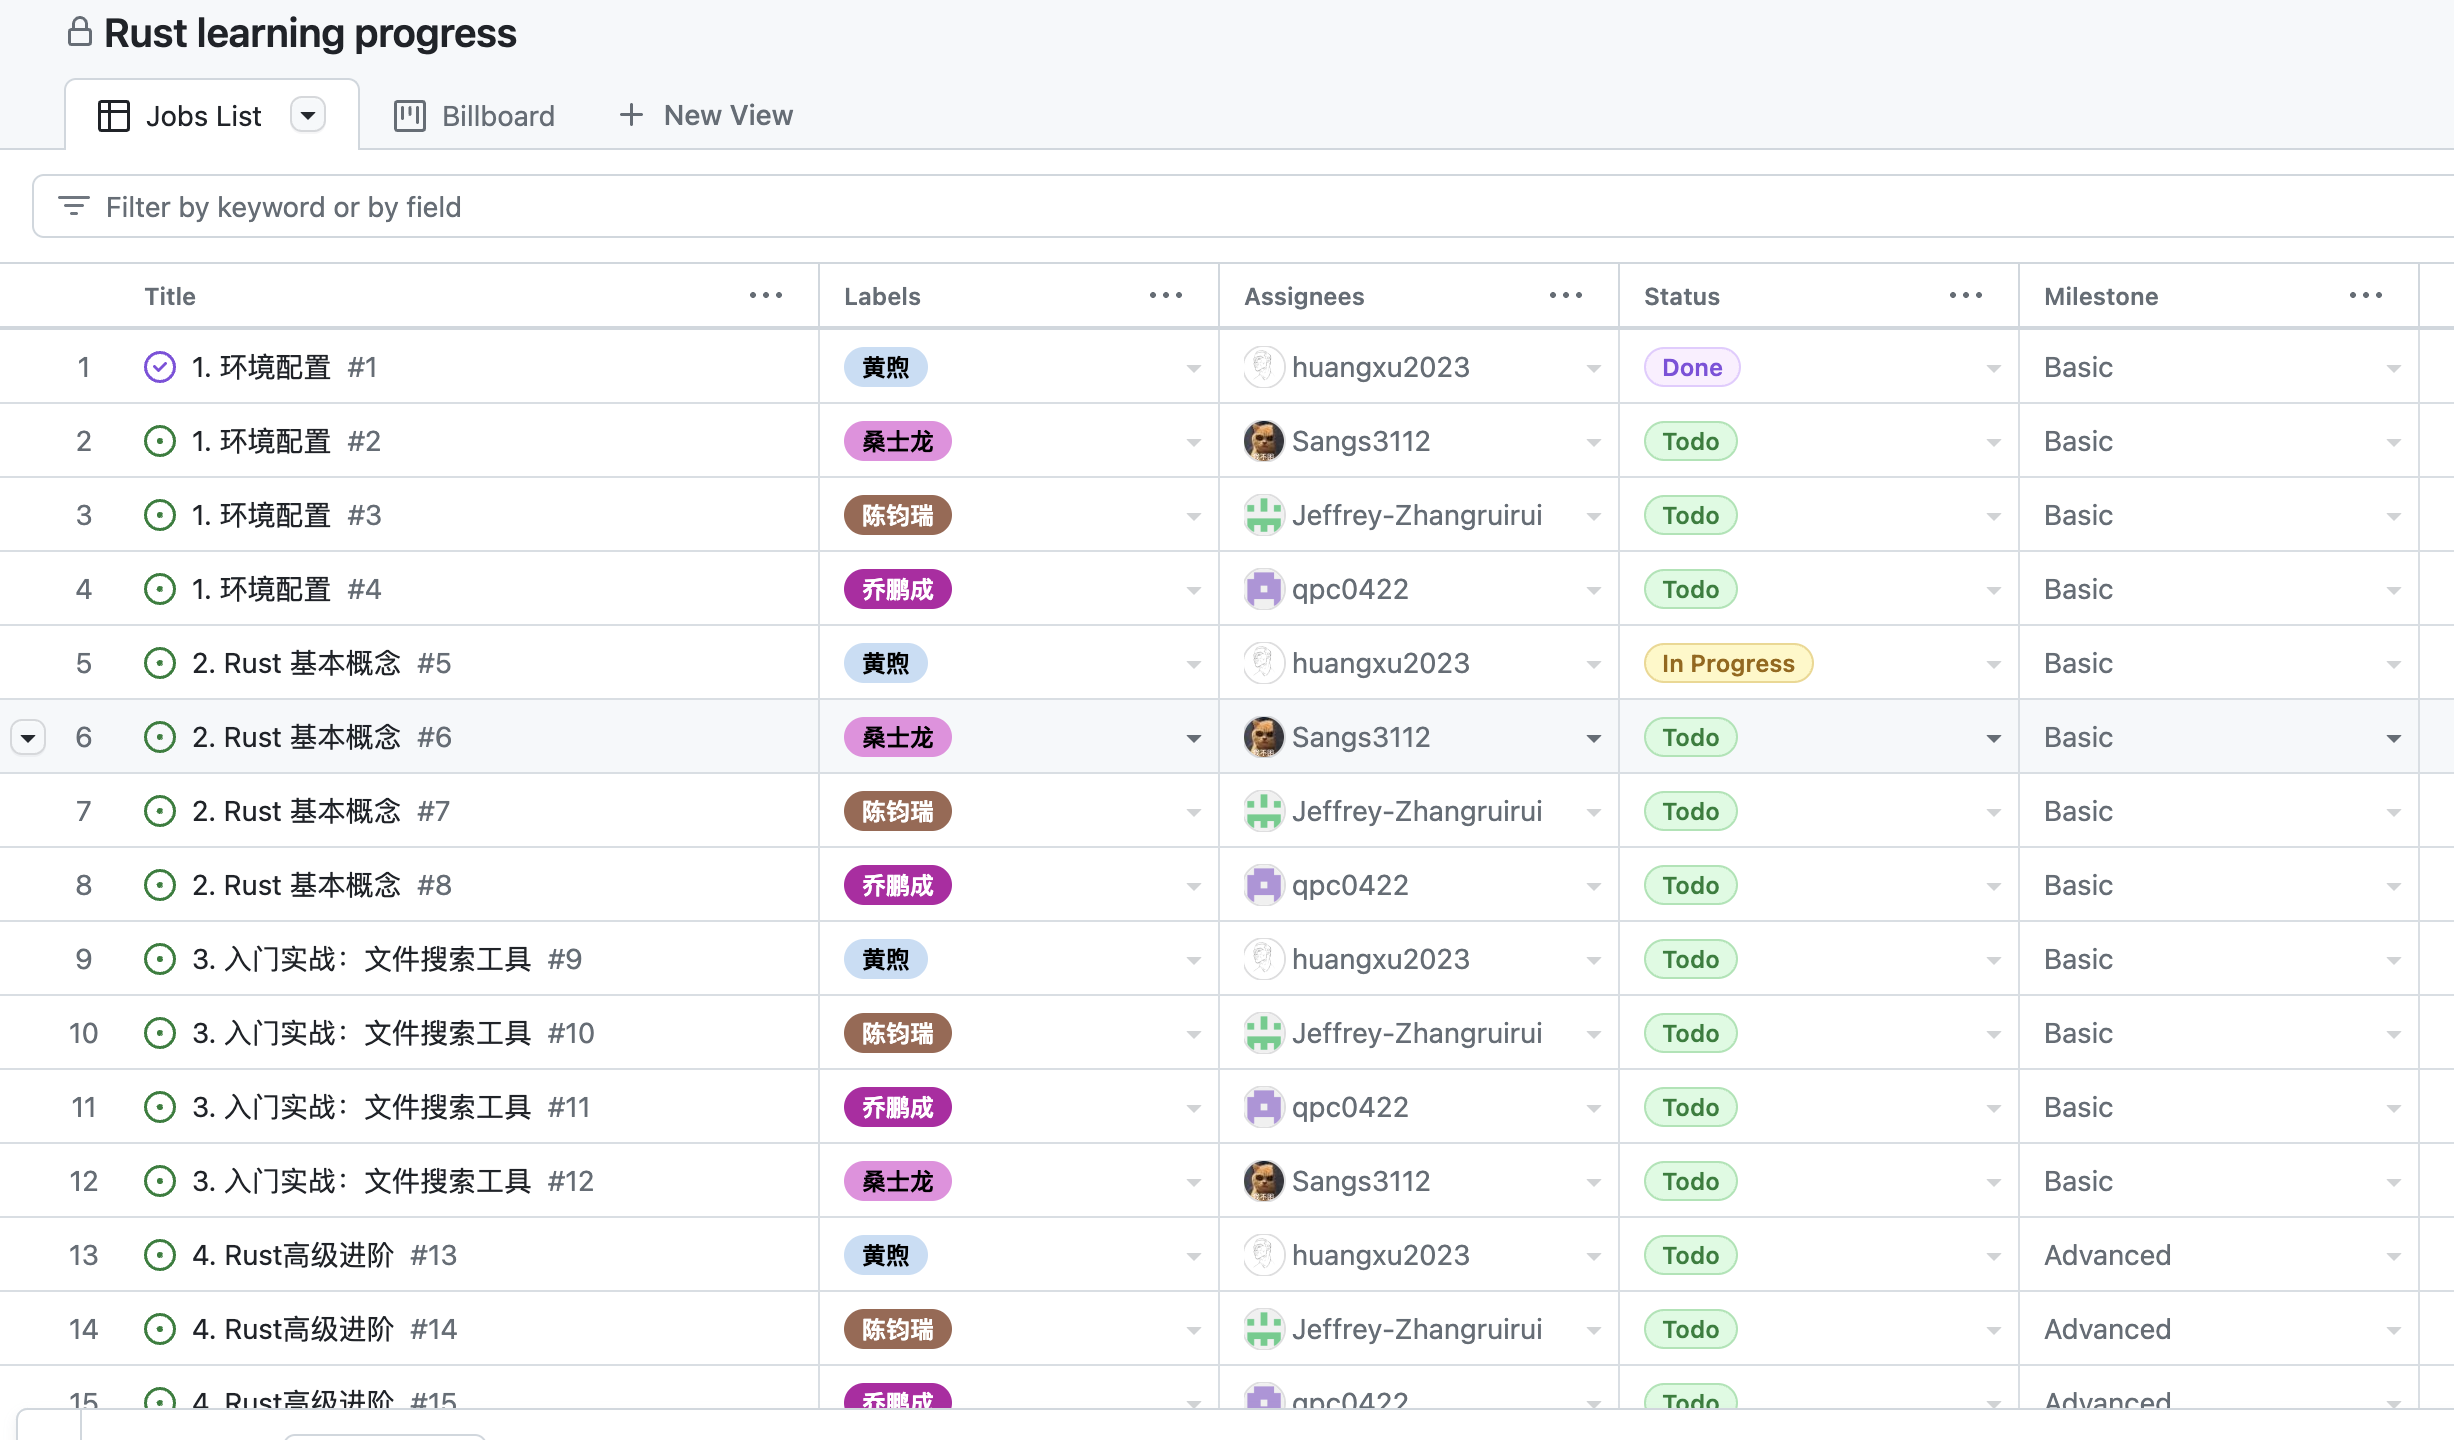 Rust learning progress
Jobs List Billboard New View
Filter by keyword or by field
Title Labels Assignees Status Milestone
1 1. 环境配置 #1 黄煦 huangxu2023 Done Basic
2 1. 环境配置 #2 桑士龙 Sangs3112 Todo Basic
3 1. 环境配置 #3 陈钧瑞 Jeffrey-Zhangruirui Todo Basic
4 1. 环境配置 #4 乔鹏成 qpc0422 Todo Basic
5 2. Rust 基本概念 #5 黄煦 huangxu2023 In Progress Basic
6 2. Rust 基本概念 #6 桑士龙 Sangs3112 Todo Basic
7 2. Rust 基本概念 #7 陈钧瑞 Jeffrey-Zhangruirui Todo Basic
8 2. Rust 基本概念 #8 乔鹏成 qpc0422 Todo Basic
9 3. 入门实战：文件搜索工具 #9 黄煦 huangxu2023 Todo Basic
10 3. 入门实战：文件搜索工具 #10 陈钧瑞 Jeffrey-Zhangruirui Todo Basic
11 3. 入门实战：文件搜索工具 #11 乔鹏成 qpc0422 Todo Basic
12 3. 入门实战：文件搜索工具 #12 桑士龙 Sangs3112 Todo Basic
13 4. Rust高级进阶 #13 黄煦 huangxu2023 Todo Advanced
14 4. Rust高级进阶 #14 陈钧瑞 Jeffrey-Zhangruirui Todo Advanced
15 4. Rust高级进阶 #15 乔鹏成 qpc0422 Todo Advanced